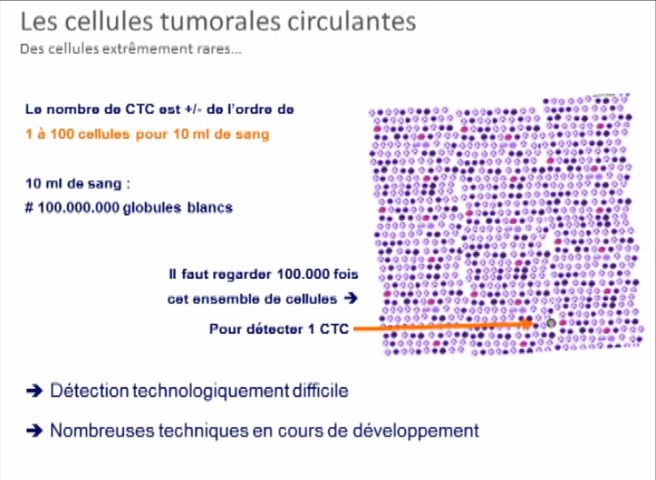 Les cellules tumorales circulantes
Des cellules extrêmement rares...
Le nombre de CTC est +/- de l'ordre de
1 à 100 cellules pour 10 ml de sang
10 ml de sang :
# 100.000.000 globules blancs
Il faut regarder 100.000 fois
cet ensemble de cellules ➔
Pour détecter 1 CTC
➔ Détection technologiquement difficile
➔ Nombreuses techniques en cours de développement